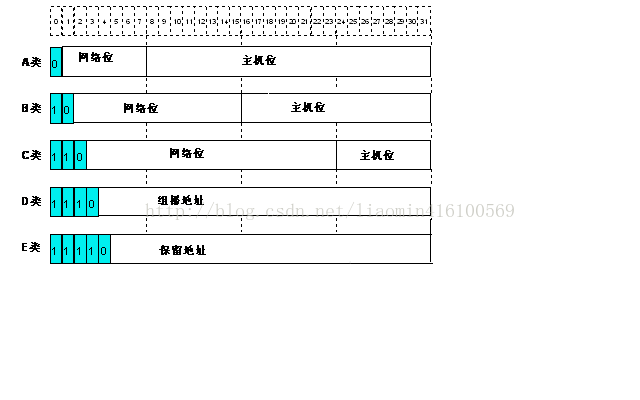 0 1 2 3 4 5 6 7 8 9 10 11 12 13 14 15 16 17 18 19 20 21 22 23 24 25 26 27 28 29 30 31
A类 0 网络位 主机位
B类 1 0 网络位 主机位
C类 1 1 0 网络位 主机位
D类 1 1 1 0 组播地址
http://blog.csdn.net/liaomin416100569
E类 1 1 1 1 0 保留地址